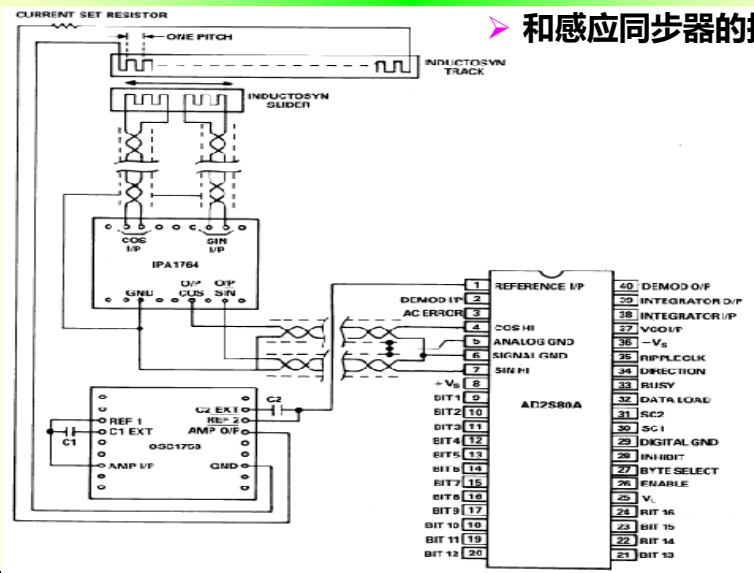 和感应同步器的
CURRENT SET RESISTOR
ONE PITCH
INDUCTOSYN
TRACK
INDUCTOSYN
SLIDER
COS
I/P
SIN
I/P
IPA1764
GND
O/P
COS
O/P
SIN
REF 1
C1 EXT
C1
AMP I/P
C2 EXT
REF 2
AMP O/P
GND
C2
1 REFERENCE I/P
DEMOD I/P 2
AC ERROR 3
4 COS HI
5 ANALOG GND
6 SIGNAL GND
7 SIN HI
+VS 8
BIT 1 9
BIT 2 10
BIT 3 11
BIT 4 12
BIT 5 13
BIT 6 14
BIT 7 15
BIT 8 16
BIT 9 17
BIT 10 18
BIT 11 19
BIT 12 20
AD2S80A
40 DEMOD O/P
39 INTEGRATOR O/P
38 INTEGRATOR I/P
37 VCO I/P
36 −VS
35 RIPPLE CLK
34 DIRECTION
33 BUSY
32 DATA LOAD
31 SC2
30 SC1
29 DIGITAL GND
28 INHIBIT
27 BYTE SELECT
26 ENABLE
25 VL
24 BIT 16
23 BIT 15
22 BIT 14
21 BIT 13